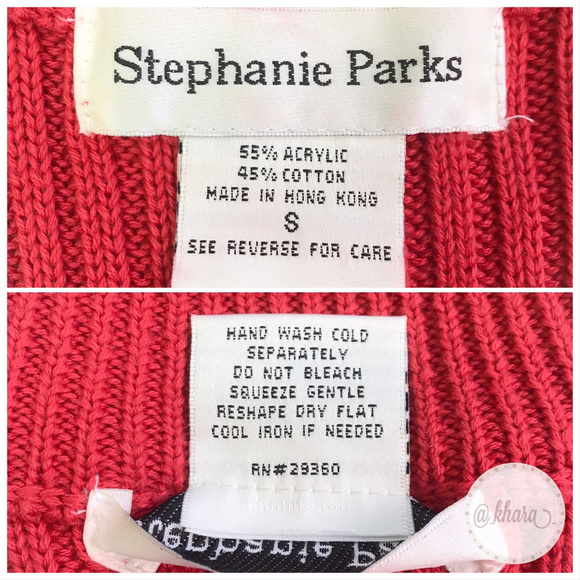 Stephanie Parks
55% ACRYLIC
45% COTTON
MADE IN HONG KONG
S
SEE REVERSE FOR CARE
HAND WASH COLD
SEPARATELY
DO NOT BLEACH
SQUEEZE GENTLE
RESHAPE DRY FLAT
COOL IRON IF NEEDED
RN#29360
@_khara_